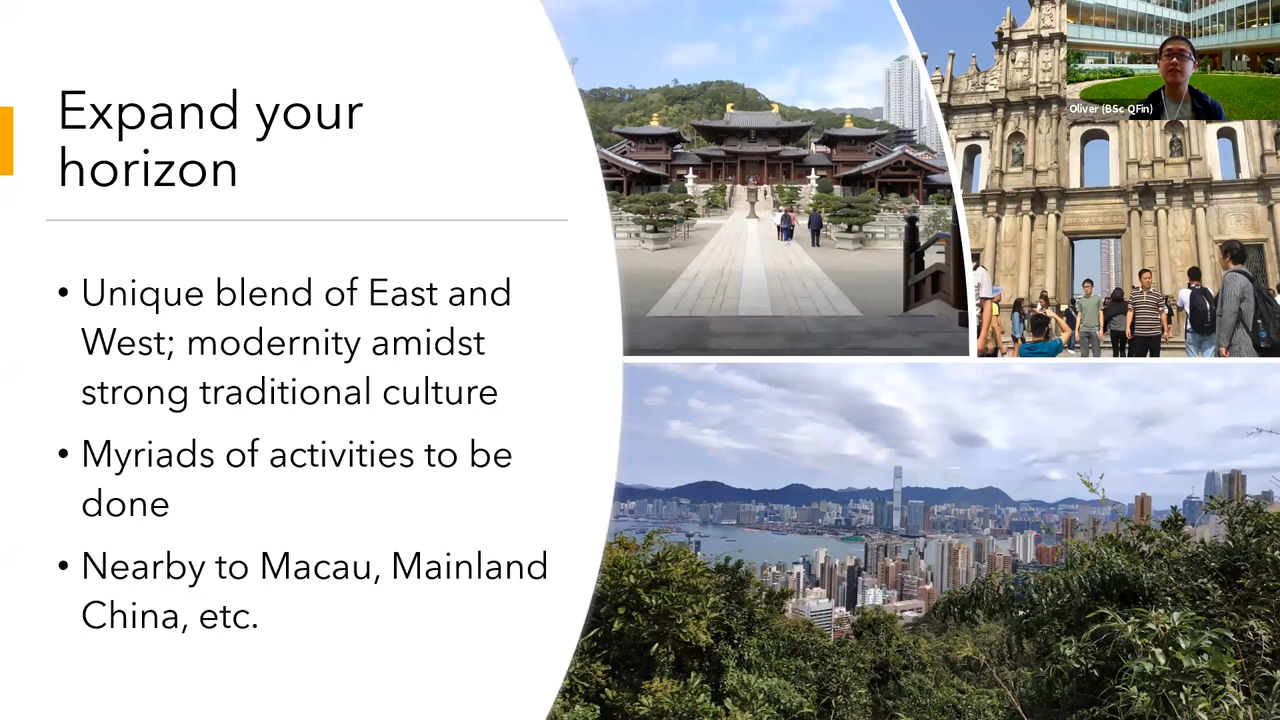 Expand your
horizon
• Unique blend of East and
West; modernity amidst
strong traditional culture
• Myriads of activities to be
done
• Nearby to Macau, Mainland
China, etc.
Oliver (BSc QFin)